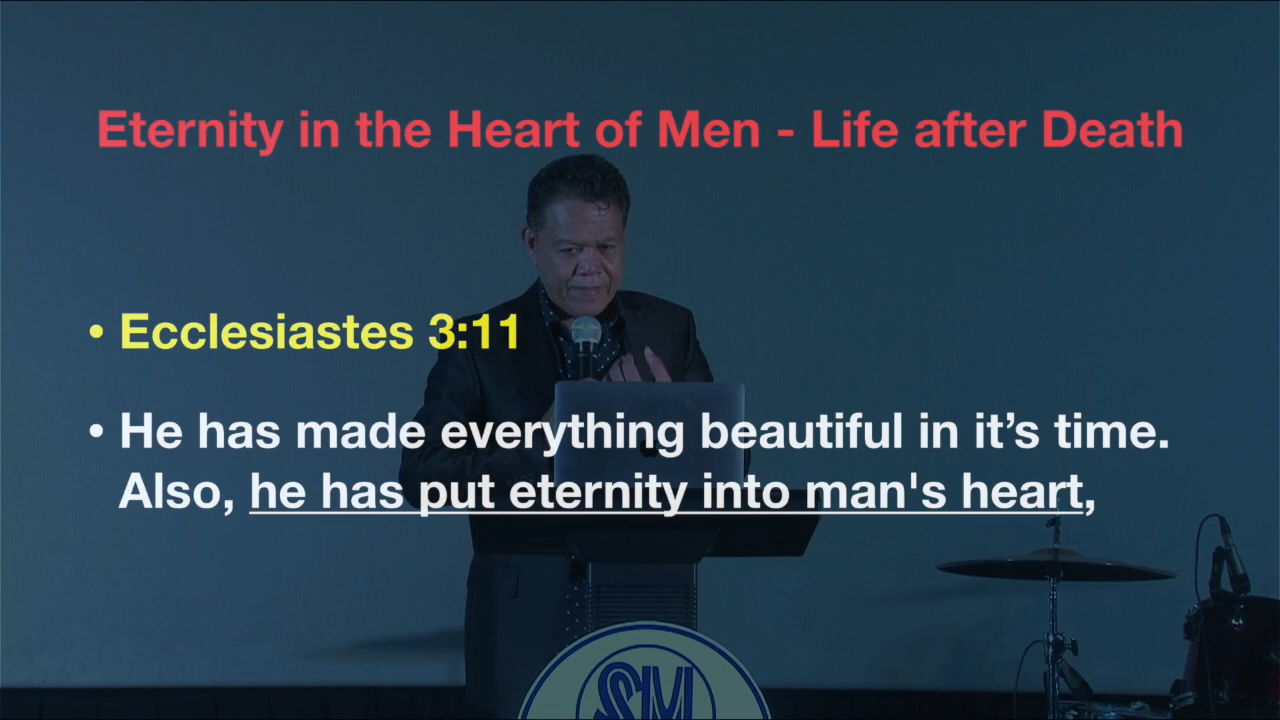 Eternity in the Heart of Men - Life after Death
• Ecclesiastes 3:11
• He has made everything beautiful in it’s time.
Also, he has put eternity into man's heart,
SM